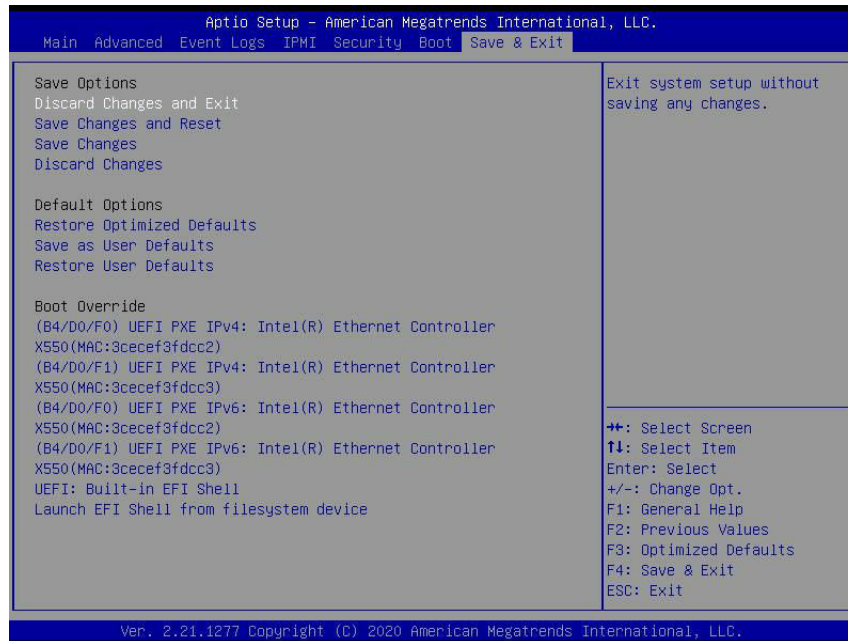 Aptio Setup – American Megatrends International, LLC.
Main Advanced Event Logs IPMI Security Boot Save & Exit
Save Options
Discard Changes and Exit
Save Changes and Reset
Save Changes
Discard Changes
Default Options
Restore Optimized Defaults
Save as User Defaults
Restore User Defaults
Boot Override
(B4/D0/F0) UEFI PXE IPv4: Intel(R) Ethernet Controller
X550(MAC:3cecef3fdcc2)
(B4/D0/F1) UEFI PXE IPv4: Intel(R) Ethernet Controller
X550(MAC:3cecef3fdcc3)
(B4/D0/F0) UEFI PXE IPv6: Intel(R) Ethernet Controller
X550(MAC:3cecef3fdcc2)
(B4/D0/F1) UEFI PXE IPv6: Intel(R) Ethernet Controller
X550(MAC:3cecef3fdcc3)
UEFI: Built-in EFI Shell
Launch EFI Shell from filesystem device
Exit system setup without
saving any changes.
→←: Select Screen
↑↓: Select Item
Enter: Select
+/-: Change Opt.
F1: General Help
F2: Previous Values
F3: Optimized Defaults
F4: Save & Exit
ESC: Exit
Ver. 2.21.1277 Copyright (C) 2020 American Megatrends International, LLC.